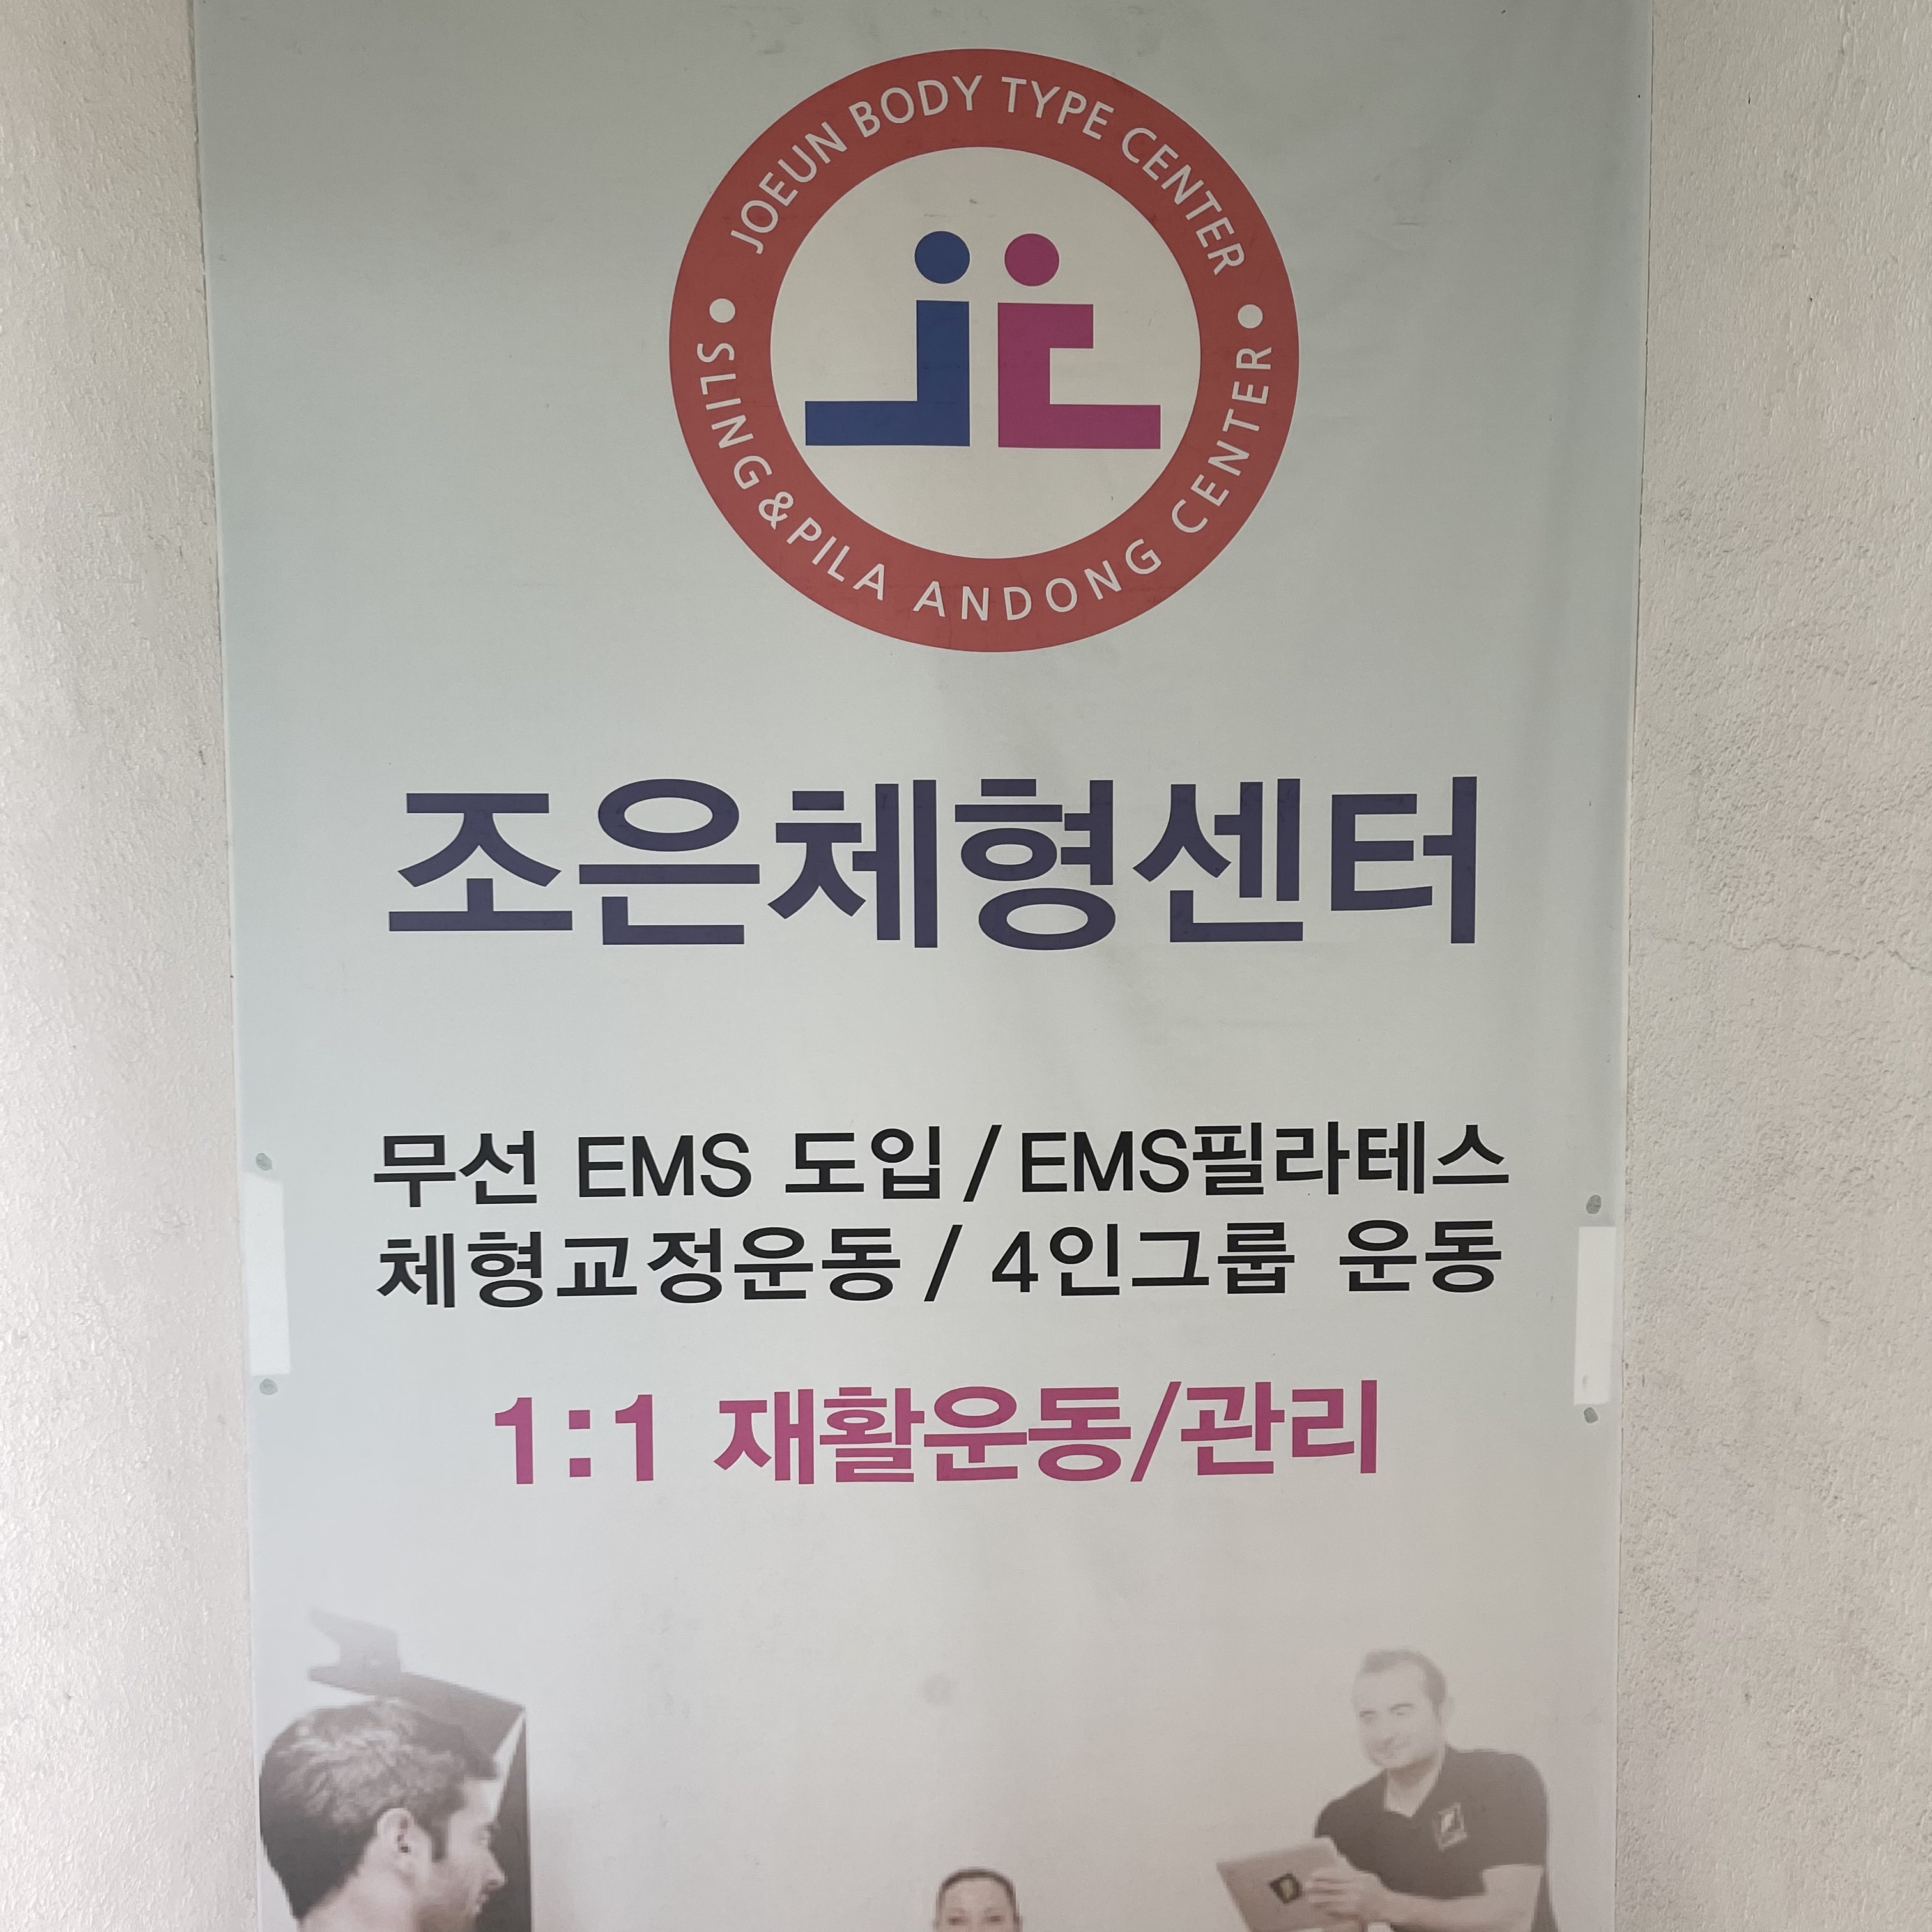 JOEUN BODY TYPE CENTER
SLING&PILA ANDONG CENTER
조은체형센터
무선 EMS 도입 / EMS필라테스
체형교정운동 / 4인그룹 운동
1:1 재활운동/관리